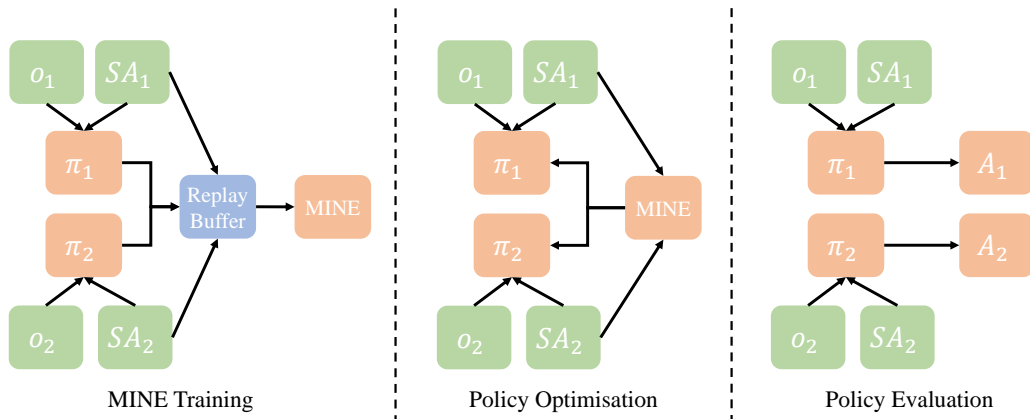 o₁ SA₁
π₁
Replay
Buffer
MINE
π₂
o₂ SA₂
MINE Training
o₁ SA₁
π₁
MINE
π₂
o₂ SA₂
Policy Optimisation
o₁ SA₁
π₁ A₁
π₂ A₂
o₂ SA₂
Policy Evaluation